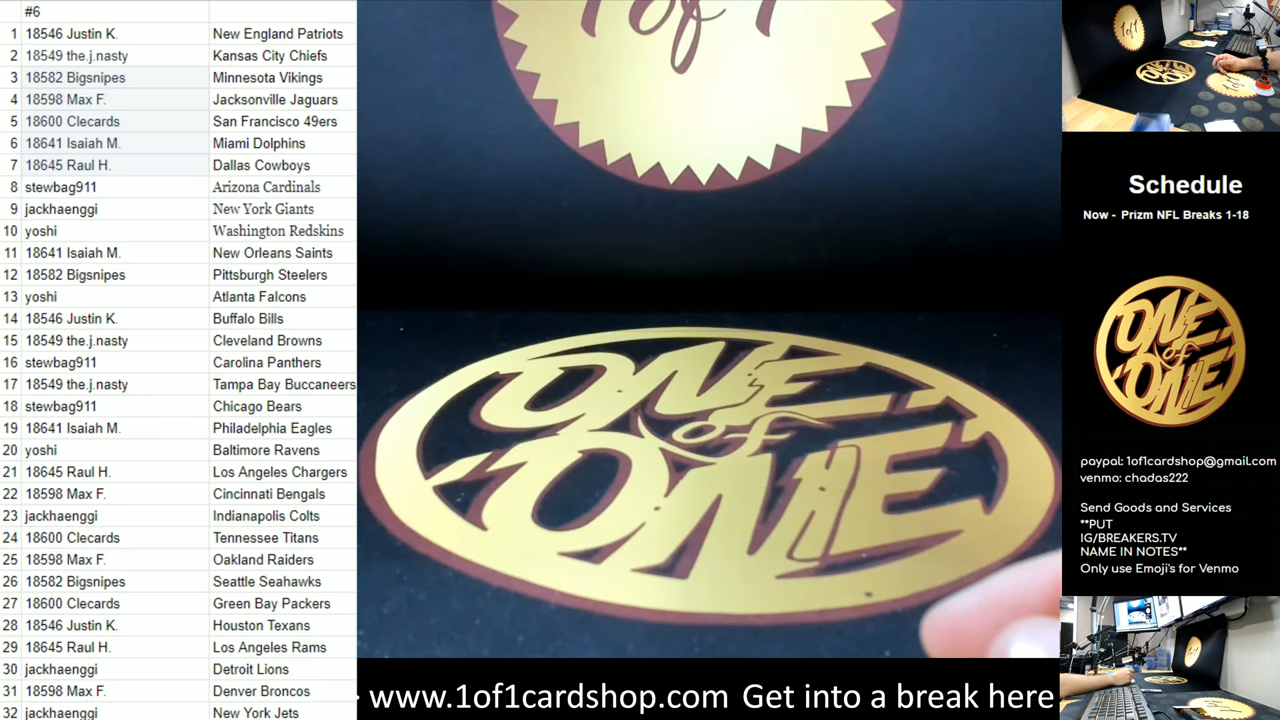 #6
1 18546 Justin K. New England Patriots
2 18549 the.j.nasty Kansas City Chiefs
3 18582 Bigsnipes Minnesota Vikings
4 18598 Max F. Jacksonville Jaguars
5 18600 Clecards San Francisco 49ers
6 18641 Isaiah M. Miami Dolphins
7 18645 Raul H. Dallas Cowboys
8 stewbag911 Arizona Cardinals
9 jackhaenggi New York Giants
10 yoshi Washington Redskins
11 18641 Isaiah M. New Orleans Saints
12 18582 Bigsnipes Pittsburgh Steelers
13 yoshi Atlanta Falcons
14 18546 Justin K. Buffalo Bills
15 18549 the.j.nasty Cleveland Browns
16 stewbag911 Carolina Panthers
17 18549 the.j.nasty Tampa Bay Buccaneers
18 stewbag911 Chicago Bears
19 18641 Isaiah M. Philadelphia Eagles
20 yoshi Baltimore Ravens
21 18645 Raul H. Los Angeles Chargers
22 18598 Max F. Cincinnati Bengals
23 jackhaenggi Indianapolis Colts
24 18600 Clecards Tennessee Titans
25 18598 Max F. Oakland Raiders
26 18582 Bigsnipes Seattle Seahawks
27 18600 Clecards Green Bay Packers
28 18546 Justin K. Houston Texans
29 18645 Raul H. Los Angeles Rams
30 jackhaenggi Detroit Lions
31 18598 Max F. Denver Broncos
32 jackhaenggi New York Jets
1 of 1
ONE
of
ONE
www.1of1cardshop.com Get into a break here
1of1
ONE
of
ONE
1of1
Schedule
Now - Prizm NFL Breaks 1-18
ONE
of
ONE
paypal: 1of1cardshop@gmail.com
venmo: chadas222
Send Goods and Services
**PUT
IG/BREAKERS.TV
NAME IN NOTES**
Only use Emoji's for Venmo